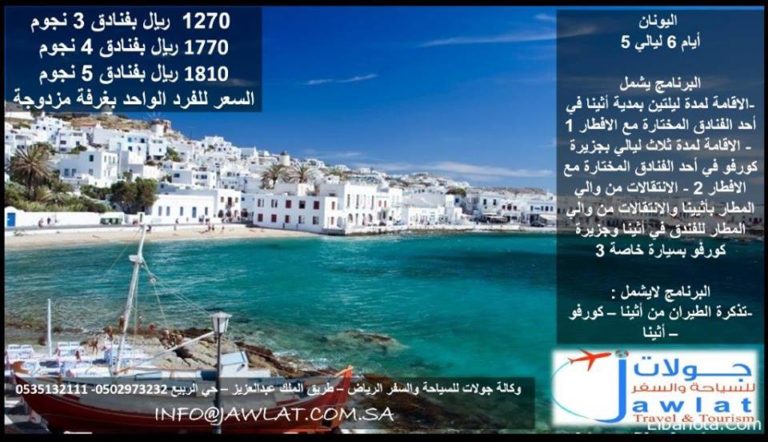 1270 ريال بفنادق 3 نجوم
1770 ريال بفنادق 4 نجوم
1810 ريال بفنادق 5 نجوم
السعر للفرد الواحد بغرفة مزدوجة
اليونان
أيام 6 ليالي 5
البرنامج يشمل
-الاقامة لمدة ليلتين بمدية أثينا في
أحد الفنادق المختارة مع الافطار 1
- الاقامة لمدة ثلاث ليالي بجزيرة
كورفو في أحد الفنادق المختارة مع
الافطار 2 - الانتقالات من والي
المطار بأثيينا والانتقالات من والي
المطار للفندق في أثينا وجزيرة
كورفو بسيارة خاصة 3
البرنامج لايشمل :
-تذكرة الطيران من أثينا – كورفو
– أثينا
وكالة جولات للسياحة والسفر الرياض – طريق الملك عبدالعزيز – حي الربيع 0502973232- 0535132111
INFO@JAWLAT.COM.SA
جولات
للسياحة والسفر
Jawlat
Travel & Tourism
Libanota.Com